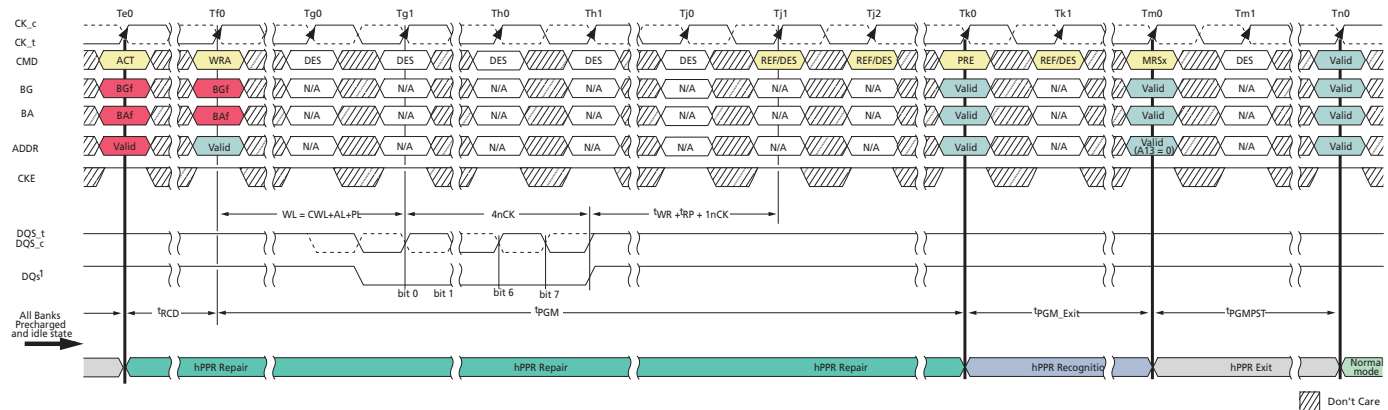 Te0 Tf0 Tg0 Tg1 Th0 Th1 Tj0 Tj1 Tj2 Tk0 Tk1 Tm0 Tm1 Tn0
CK_c
CK_t
CMD ACT WRA DES DES DES DES DES REF/DES REF/DES PRE REF/DES MRSx DES Valid
BG BGf BGf N/A N/A N/A N/A N/A N/A N/A Valid N/A Valid N/A Valid
BA BAf BAf N/A N/A N/A N/A N/A N/A N/A Valid N/A Valid N/A Valid
ADDR Valid Valid N/A N/A N/A N/A N/A N/A N/A Valid N/A Valid (A13 = 0) N/A Valid
CKE
WL = CWL+AL+PL 4nCK tWR +tRP + 1nCK
DQS_t
DQS_c
DQs1
bit 0 bit 1 bit 6 bit 7
All Banks
Precharged
and idle state
tRCD tPGM tPGM_Exit tPGMPST
hPPR Repair hPPR Repair hPPR Repair hPPR Recognitic hPPR Exit Normal
mode
Don't Care